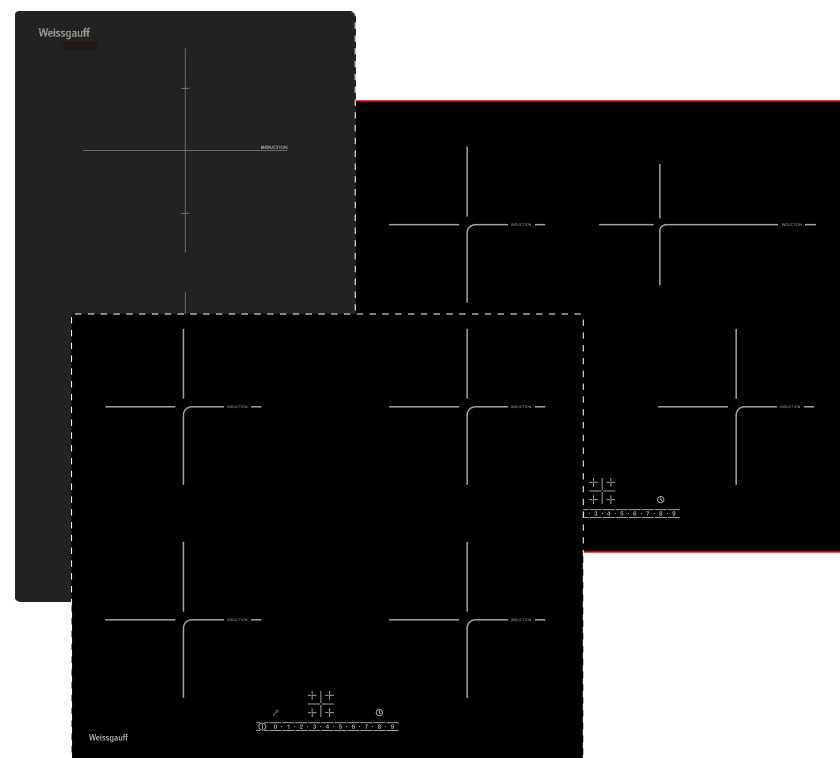 Weissgauff
INDUCTION
INDUCTION
INDUCTION
INDUCTION
INDUCTION
INDUCTION
· 3 · 4 · 5 · 6 · 7 · 8 · 9
INDUCTION
INDUCTION
0 · 1 · 2 · 3 · 4 · 5 · 6 · 7 · 8 · 9
Weissgauff